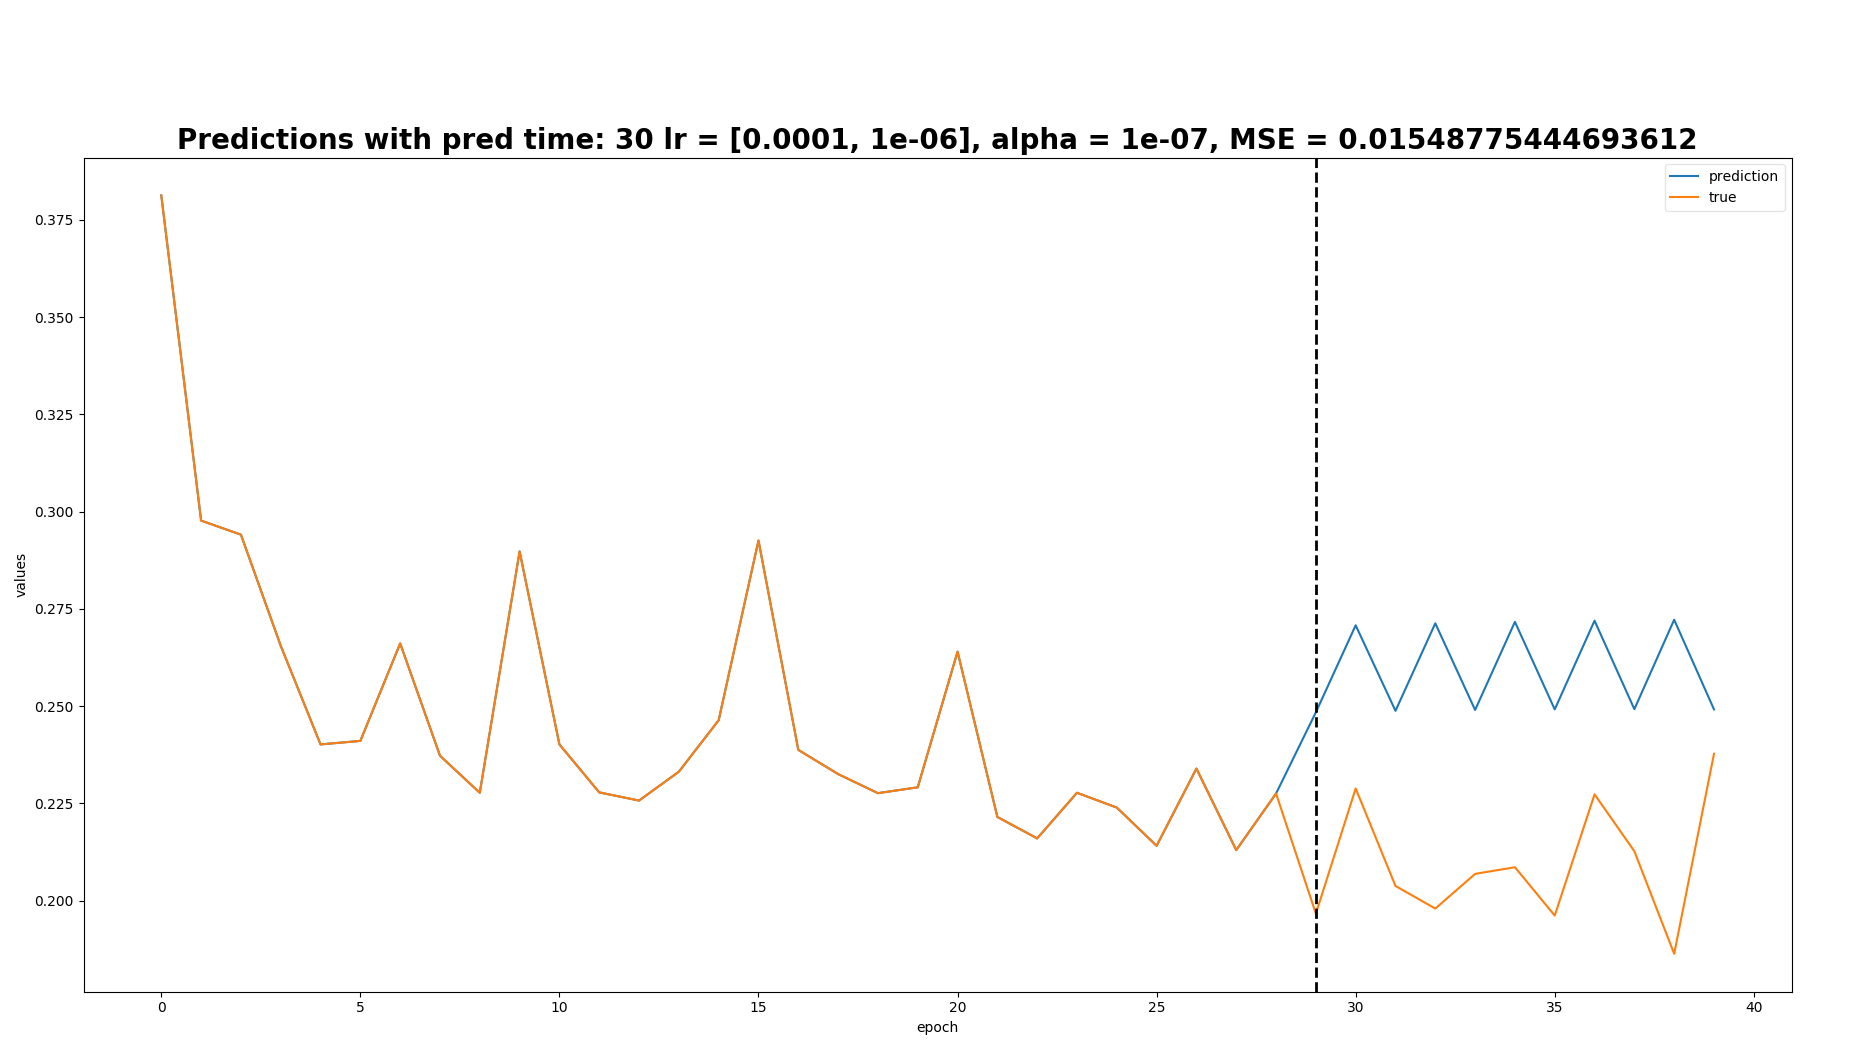 Predictions with pred time: 30 lr = [0.0001, 1e-06], alpha = 1e-07, MSE = 0.01548775444693612
prediction
true
0.375
0.350
0.325
0.300
0.275
0.250
0.225
0.200
values
0 5 10 15 20 25 30 35 40
epoch